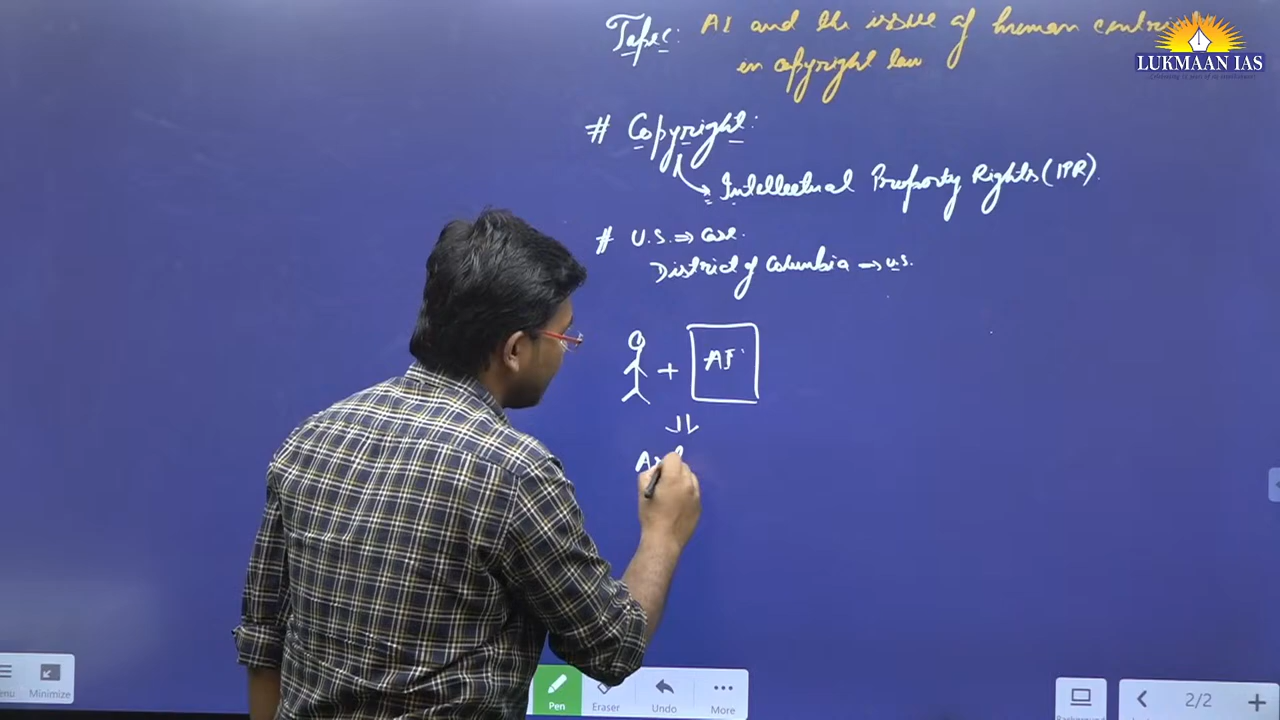 Topic: AI and the issue of human
in copyright law
LUKMAAN IAS
# Copyright:
Intellectual Property Rights (IPR).
# U.S. ⇒ Case.
District of Columbia → U.S.
+ AI
Minimize
Pen
Eraser
Undo
More
2/2